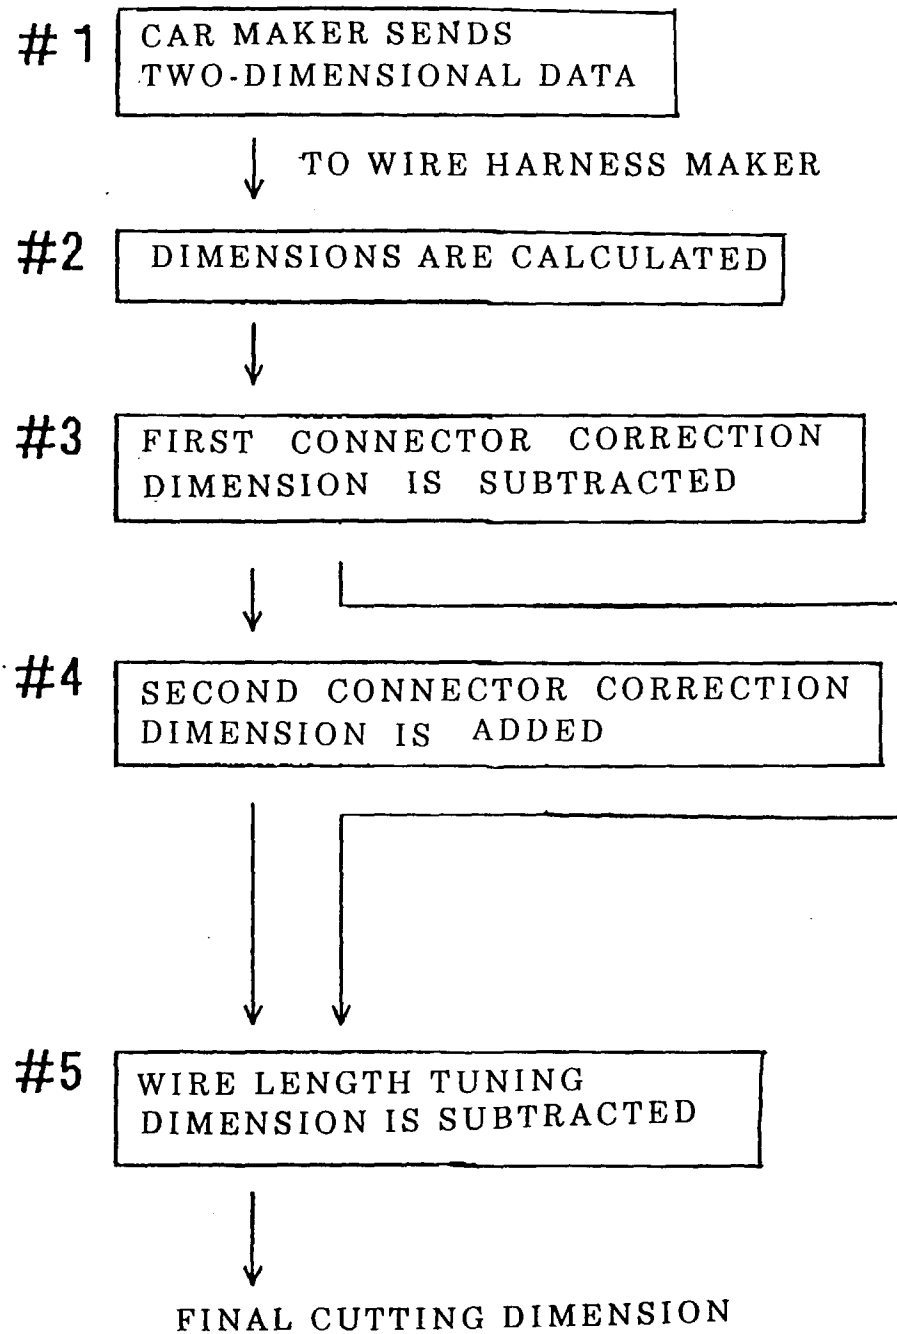 #1
CAR MAKER SENDS
TWO-DIMENSIONAL DATA
TO WIRE HARNESS MAKER
#2
DIMENSIONS ARE CALCULATED
#3
FIRST CONNECTOR CORRECTION
DIMENSION IS SUBTRACTED
#4
SECOND CONNECTOR CORRECTION
DIMENSION IS ADDED
#5
WIRE LENGTH TUNING
DIMENSION IS SUBTRACTED
FINAL CUTTING DIMENSION